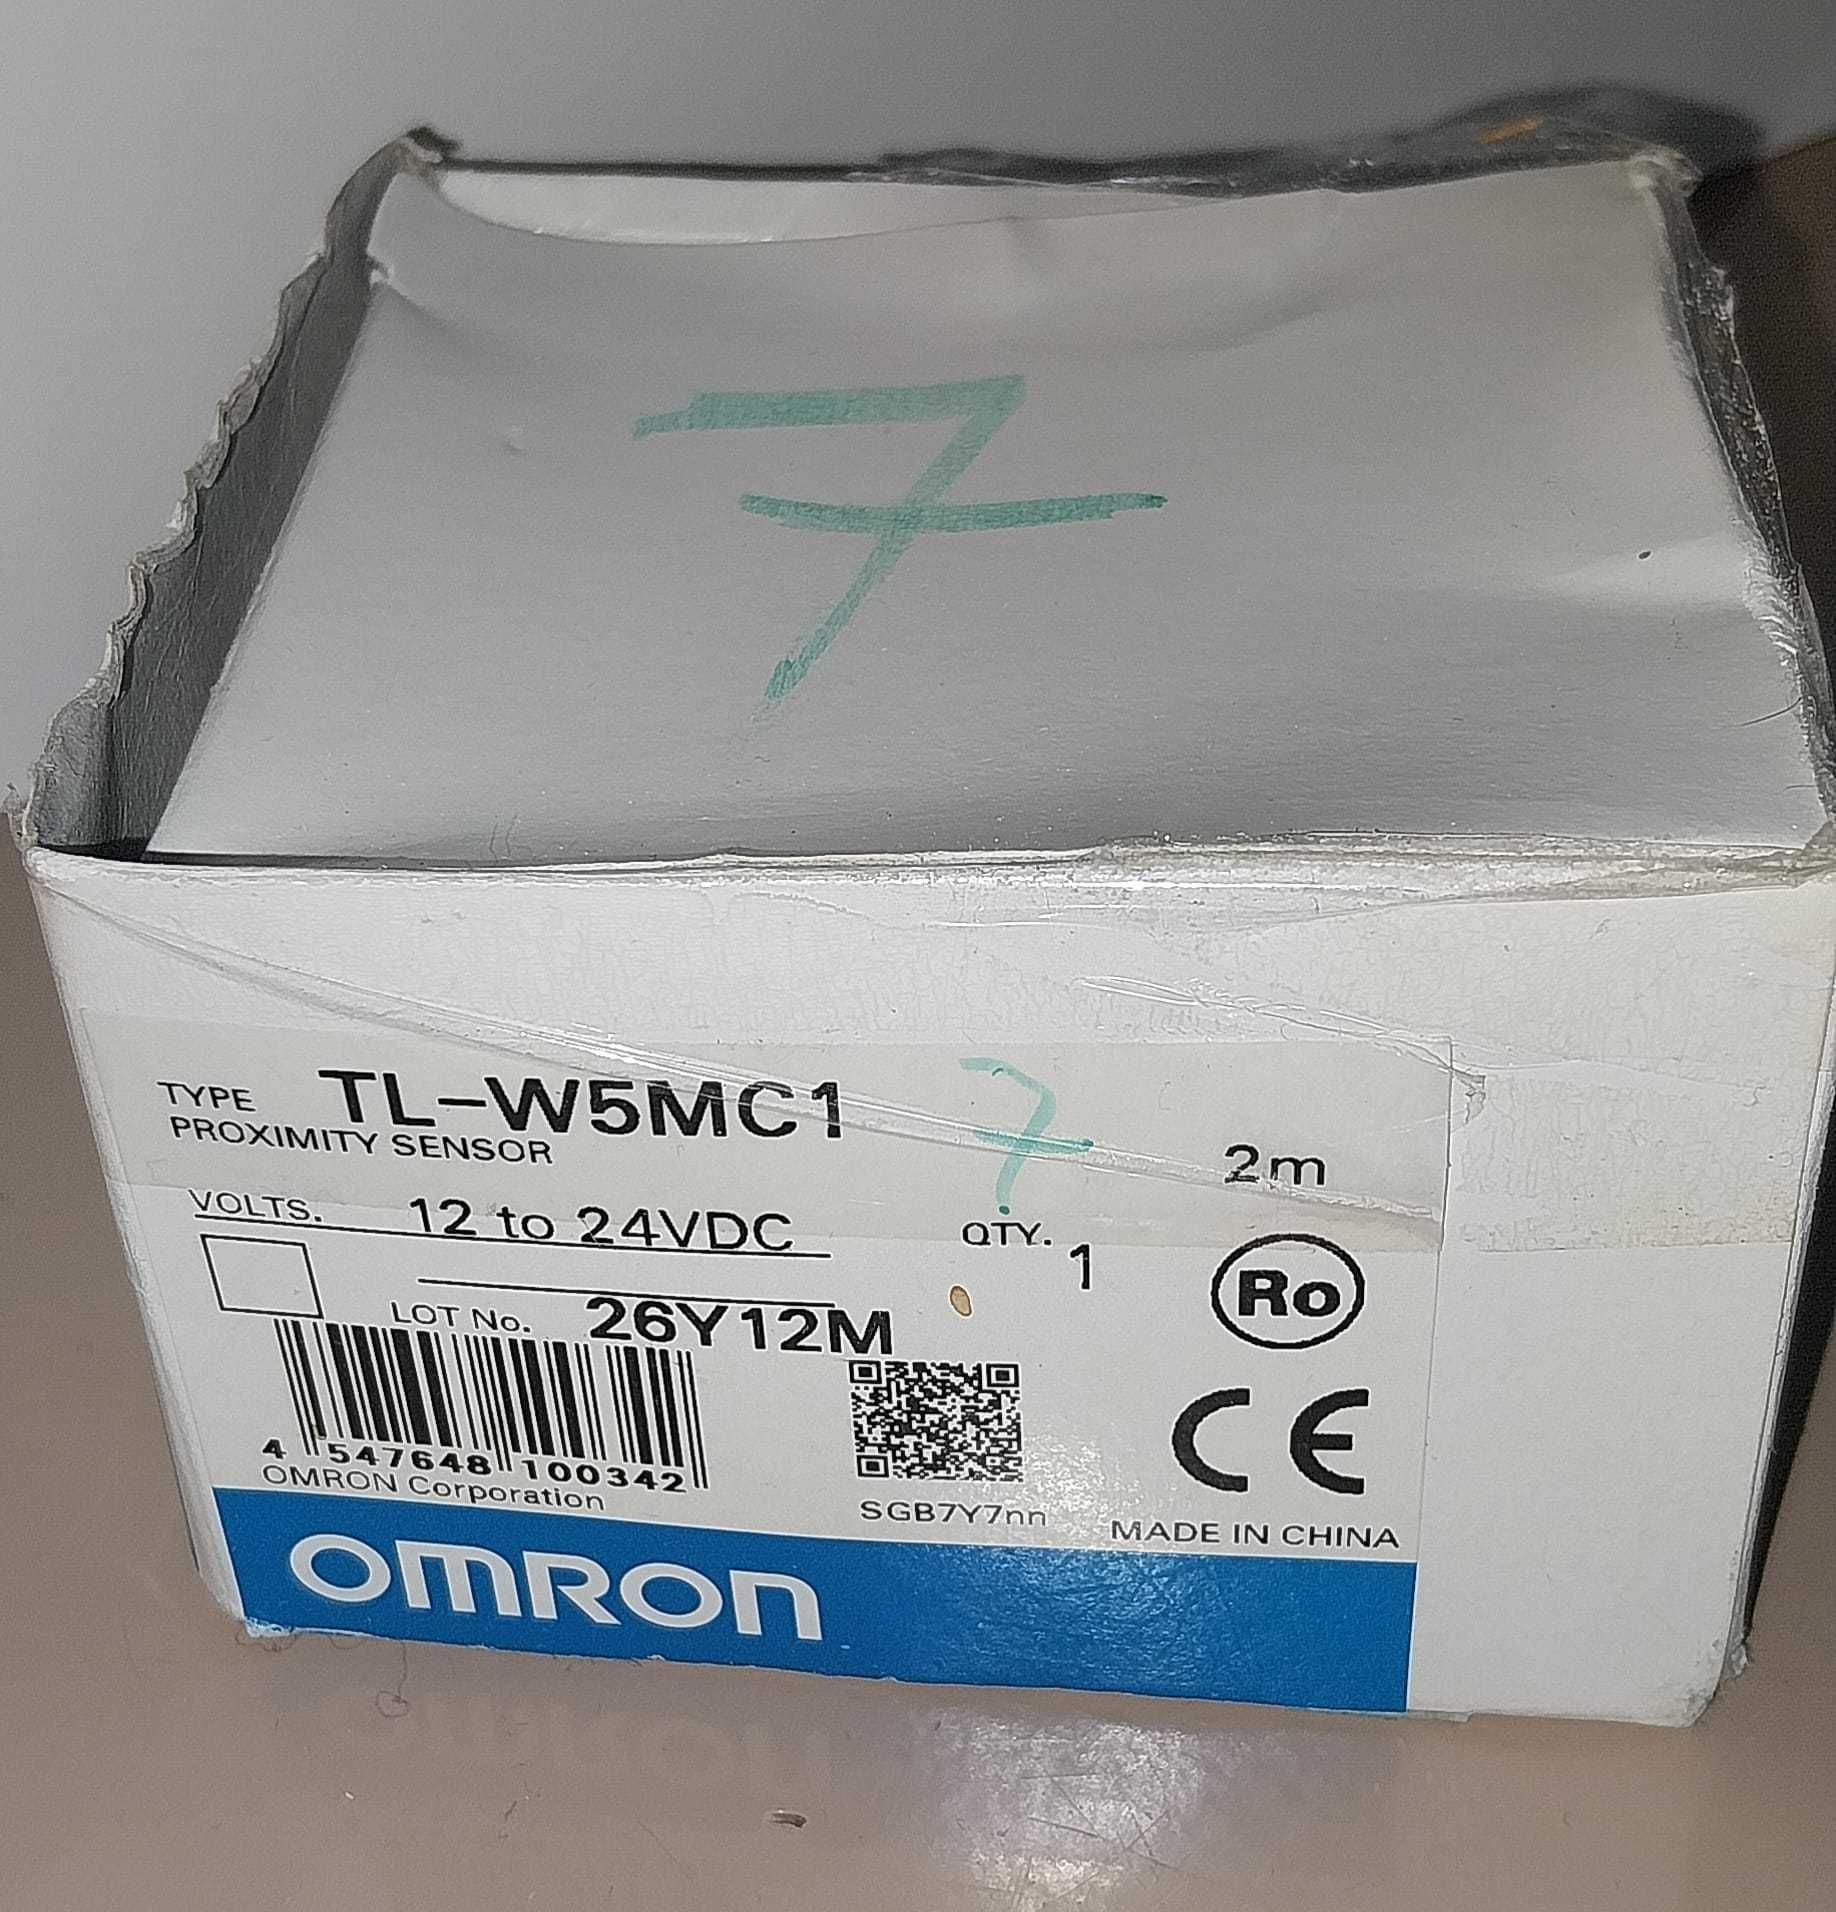 7
TYPE TL-W5MC1 7
PROXIMITY SENSOR 2m
VOLTS. 12 to 24VDC QTY. 1
LOT No. 26Y12M Ro
4 547648 100342
OMRON Corporation CE
SGB7Y7nn MADE IN CHINA
OMRON